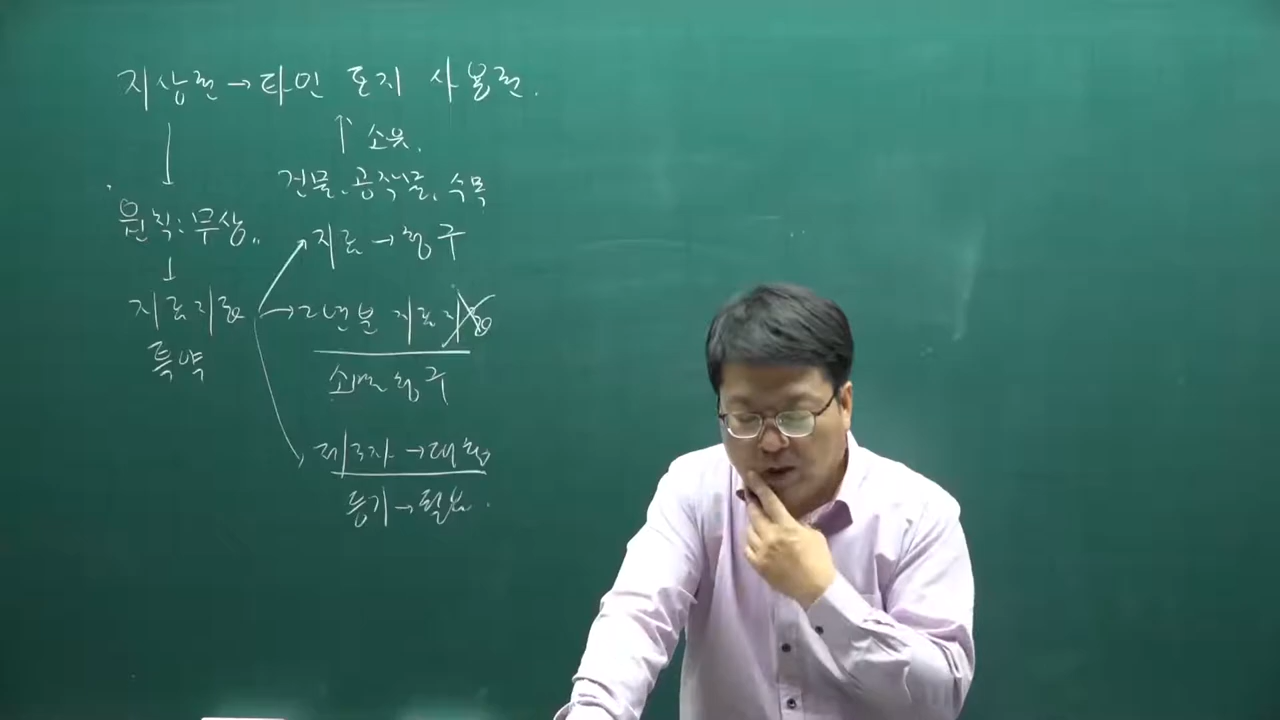 지상권→타인 토지 사용권.
↑ 소유.
건물, 공작물, 수목
원칙: 무상..
지료→청구
지료지급
특약
→2년분 지료지급
소멸청구
제3자→대항
등기→필요.